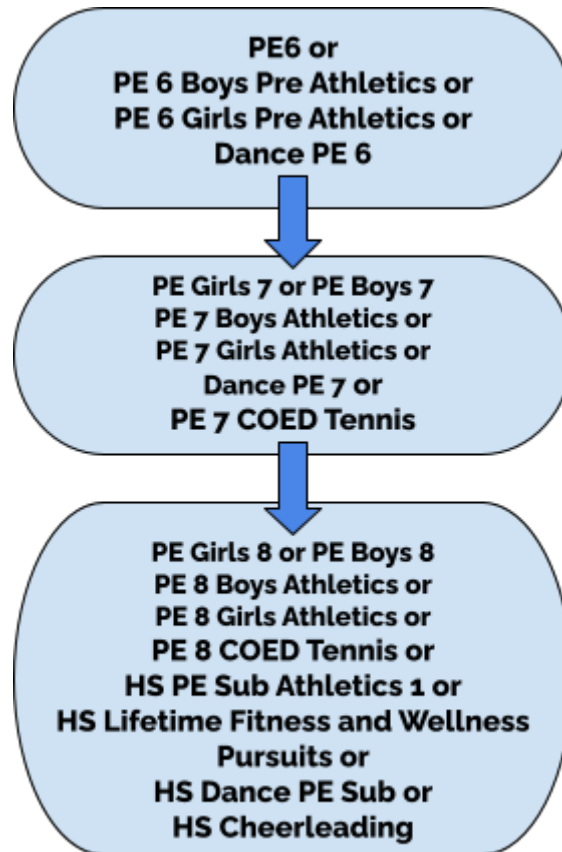 PE6 or
PE 6 Boys Pre Athletics or
PE 6 Girls Pre Athletics or
Dance PE 6
PE Girls 7 or PE Boys 7
PE 7 Boys Athletics or
PE 7 Girls Athletics or
Dance PE 7 or
PE 7 COED Tennis
PE Girls 8 or PE Boys 8
PE 8 Boys Athletics or
PE 8 Girls Athletics or
PE 8 COED Tennis or
HS PE Sub Athletics 1 or
HS Lifetime Fitness and Wellness
Pursuits or
HS Dance PE Sub or
HS Cheerleading